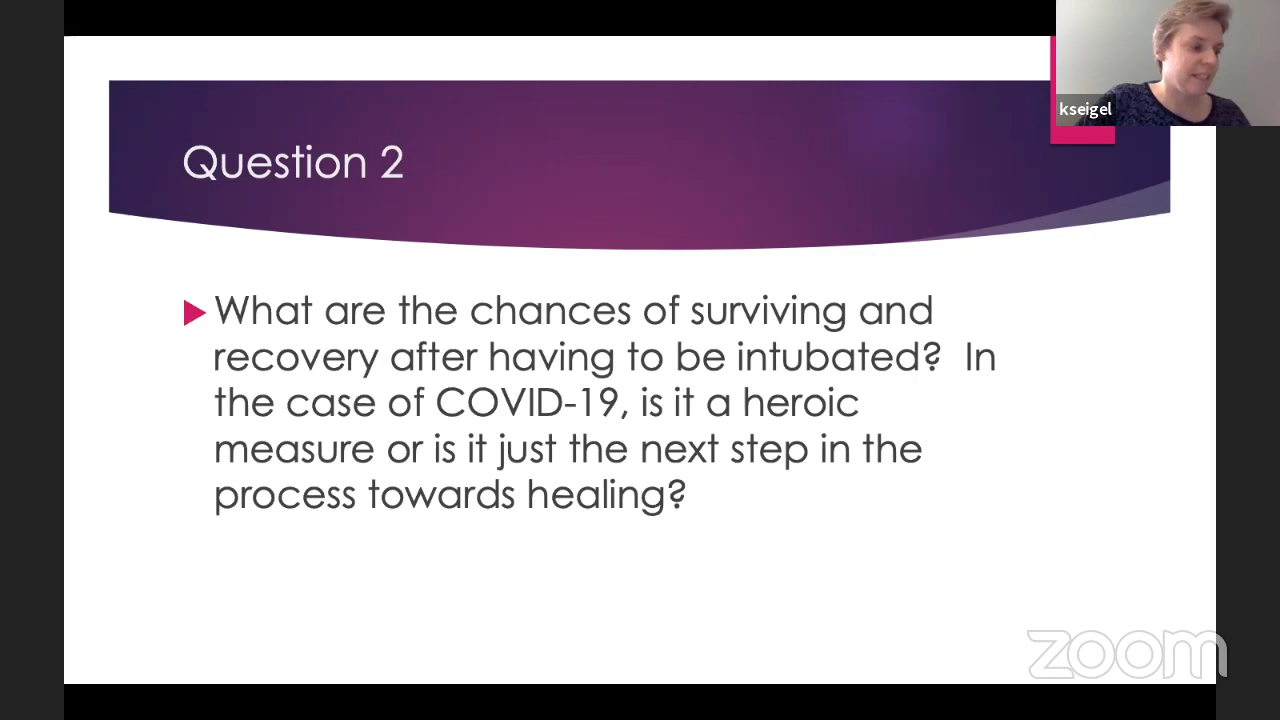 kseigel
Question 2
What are the chances of surviving and
recovery after having to be intubated?  In
the case of COVID-19, is it a heroic
measure or is it just the next step in the
process towards healing?
zoom